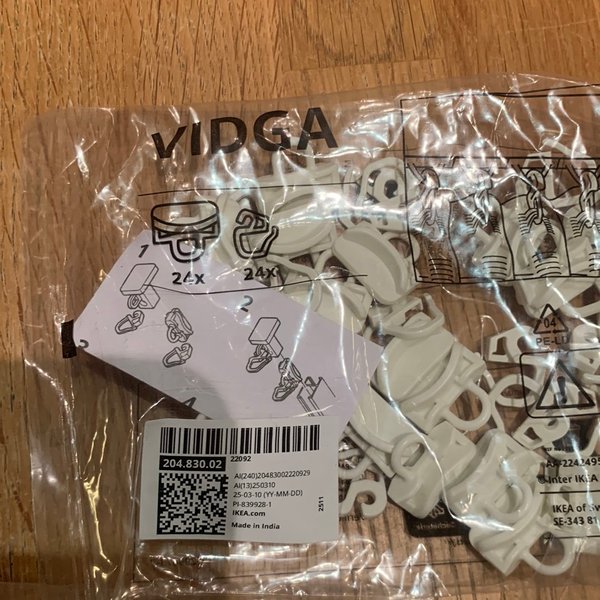 VIDGA
24x 24x
1
2
04
PE-LD
204.830.02
22092
AI(240)20483002220929
AI(13)250310
25-03-10 (YY-MM-DD)
PI-839928-1
IKEA.com
Made in India
2511
Inter IKEA
IKEA of Sw
SE-343 81